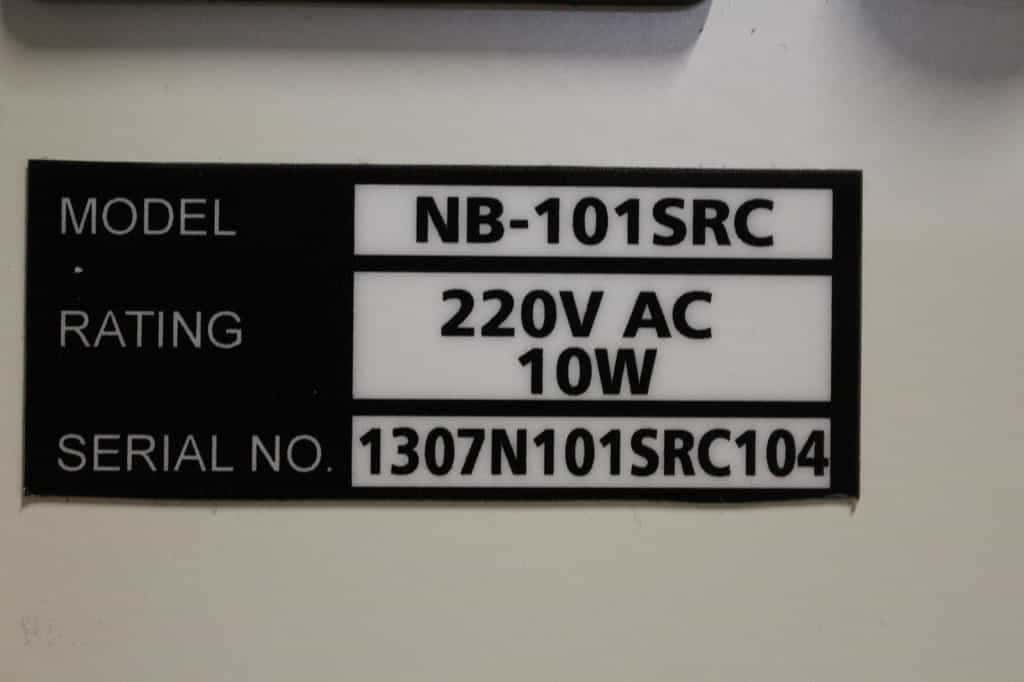 MODEL NB-101SRC
RATING 220V AC
10W
SERIAL NO. 1307N101SRC104